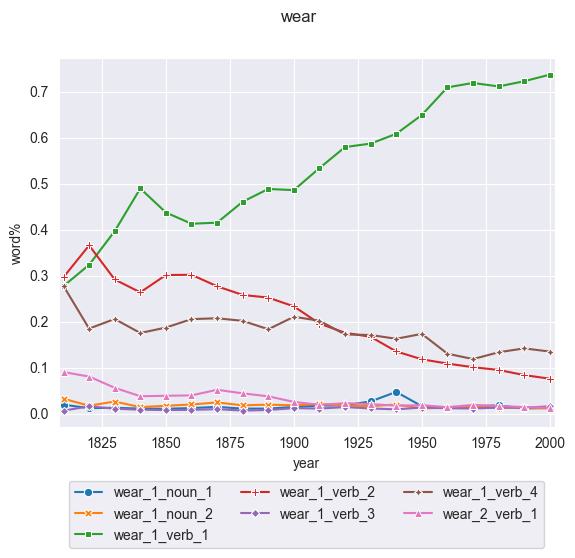 wear
0.7
0.6
0.5
0.4
0.3
0.2
0.1
0.0
word%
1825 1850 1875 1900 1925 1950 1975 2000
year
wear_1_noun_1 wear_1_verb_2 wear_1_verb_4
wear_1_noun_2 wear_1_verb_3 wear_2_verb_1
wear_1_verb_1